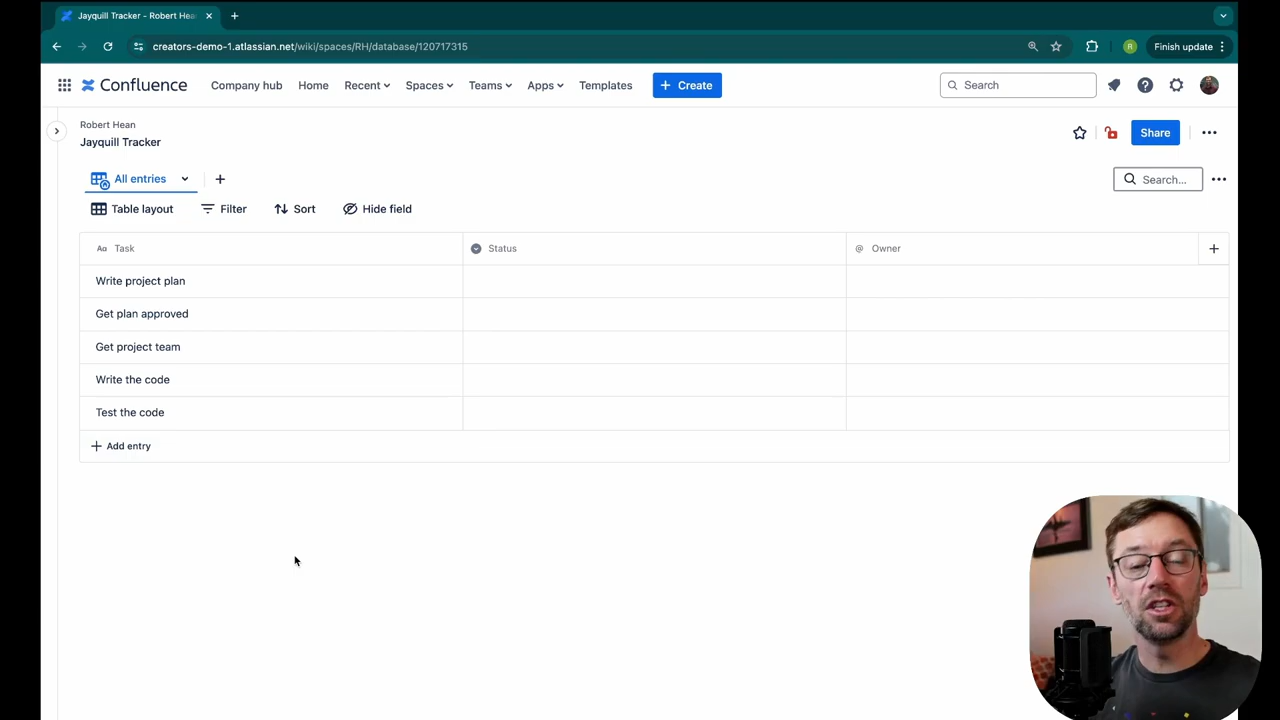 Jayquill Tracker - Robert Hea
creators-demo-1.atlassian.net/wiki/spaces/RH/database/120717315
R
Finish update
Confluence
Company hub
Home
Recent
Spaces
Teams
Apps
Templates
+ Create
Search
Robert Hean
Jayquill Tracker
Share
All entries
Search...
Table layout
Filter
Sort
Hide field
Aa Task
Status
@ Owner
Write project plan
Get plan approved
Get project team
Write the code
Test the code
+ Add entry